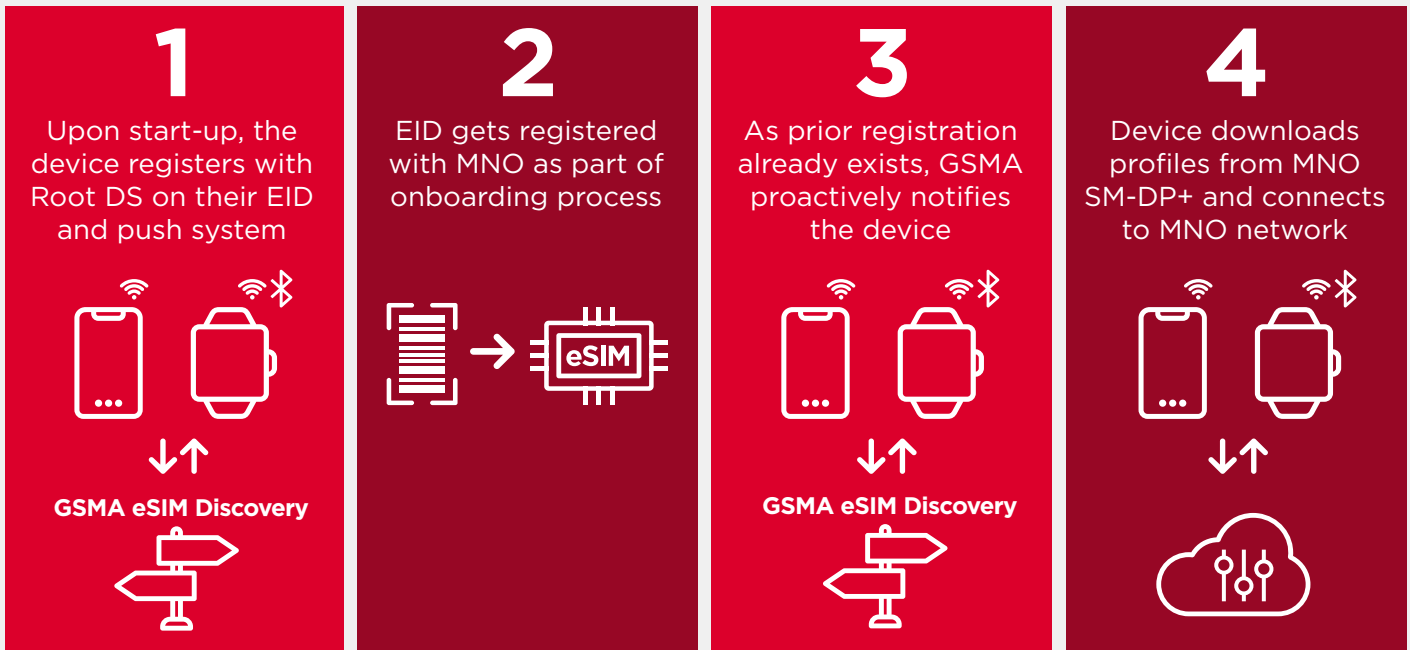 1
Upon start-up, the
device registers with
Root DS on their EID
and push system
GSMA eSIM Discovery
2
EID gets registered
with MNO as part of
onboarding process
eSIM
3
As prior registration
already exists, GSMA
proactively notifies
the device
GSMA eSIM Discovery
4
Device downloads
profiles from MNO
SM-DP+ and connects
to MNO network